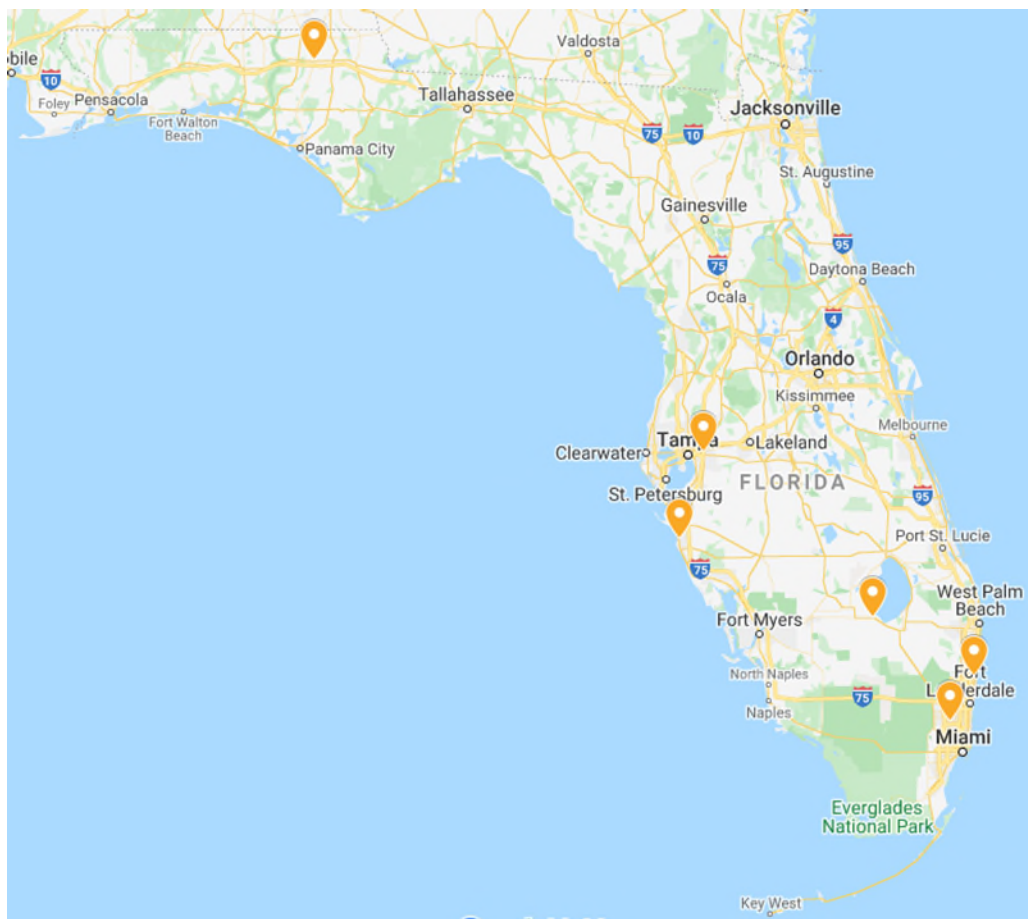 Valdosta
obile
10
Tallahassee
Jacksonville
Foley
Pensacola
Fort Walton
Beach
75
10
Panama City
St. Augustine
Gainesville
95
75
Daytona Beach
Ocala
4
Orlando
Kissimmee
Melbourne
Tampa
Lakeland
Clearwater
FLORIDA
St. Petersburg
95
Port St. Lucie
75
West Palm
Beach
Fort Myers
North Naples
Fort
Lauderdale
75
Naples
Miami
Everglades
National Park
Key West